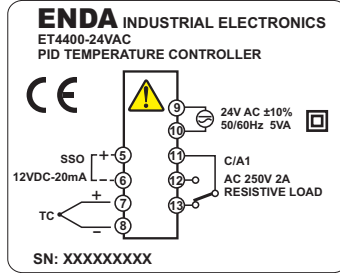 ENDA INDUSTRIAL ELECTRONICS
ET4400-24VAC
PID TEMPERATURE CONTROLLER
CE
9
24V AC ±10%
50/60Hz 5VA
10
SSO + 5
12VDC-20mA - 6
11
C/A1
12
AC 250V 2A
RESISTIVE LOAD
13
TC + 7
- 8
SN: XXXXXXXXX